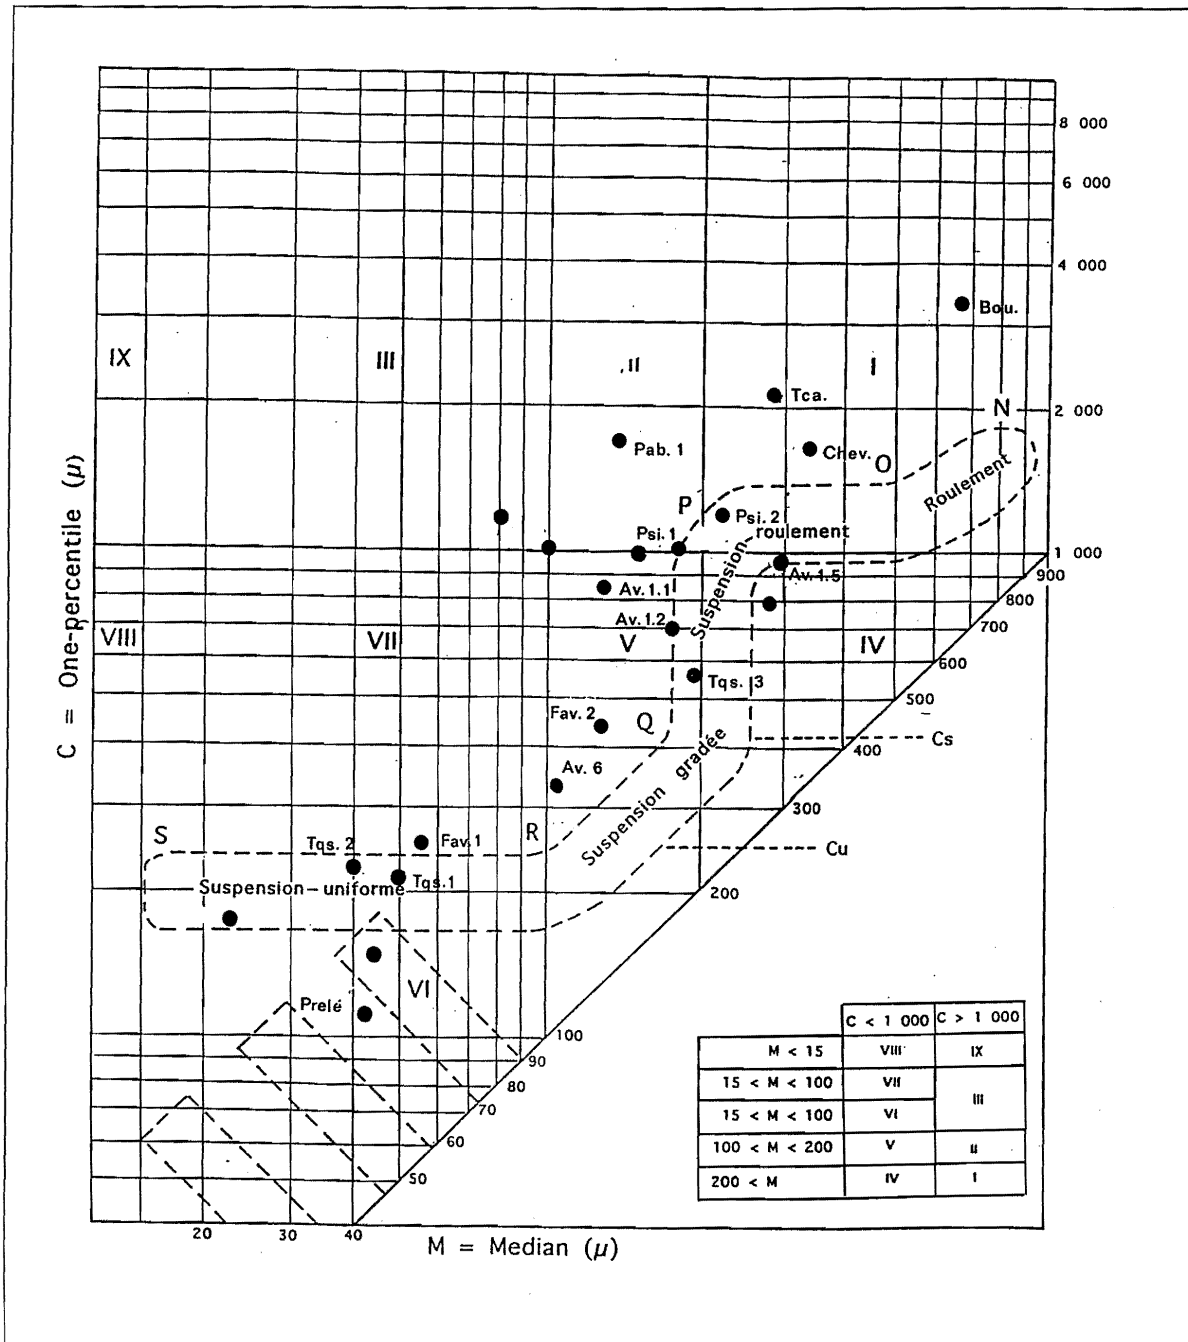 8 000
6 000
4 000
Bou.
IX
III
II
I
Tca.
N
2 000
Pab. 1
Chev.
O
Roulement
P
Psi. 2
roulement
Psi. 1
Suspension
1 000
Av. 1.5
900
Av. 1.1
800
Av. 1.2
700
VIII
VII
V
IV
600
Tqs. 3
500
Fav. 2
Q
Cs
400
Suspension gradée
Av. 6
300
S
R
Tqs. 2
Fav. 1
Cu
Suspension – uniforme
Tqs. 1
200
VI
Prelé
100
90
80
70
60
50
20
30
40
C = One-percentile (μ)
M = Median (μ)
C < 1 000 C > 1 000
M < 15 VIII IX
15 < M < 100 VII
III
15 < M < 100 VI
100 < M < 200 V II
200 < M IV I